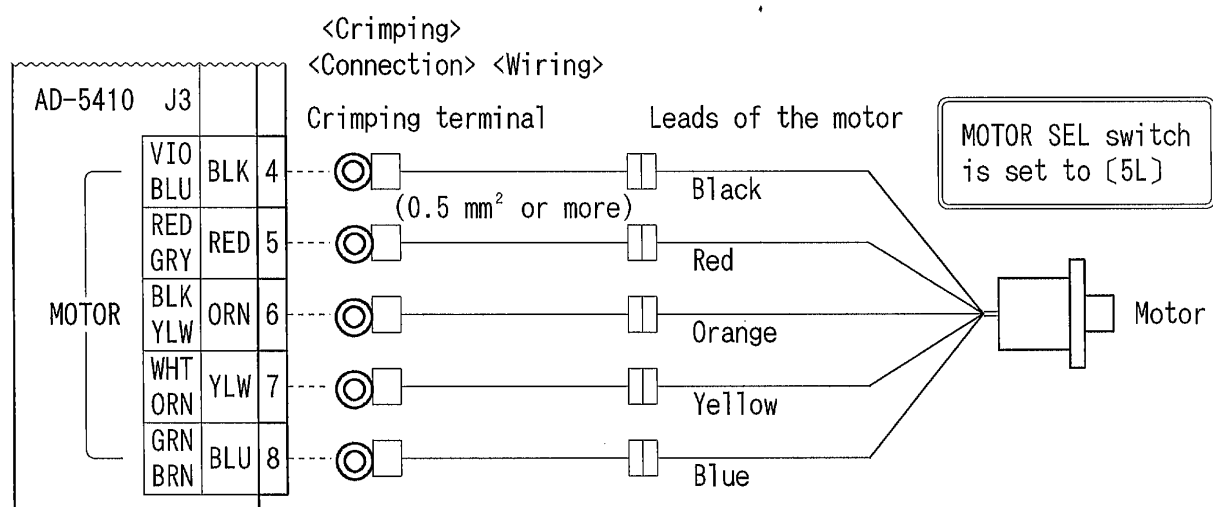 <Crimping>
<Connection> <Wiring>
AD-5410 J3
Crimping terminal
Leads of the motor
MOTOR SEL switch
is set to [5L]
VIO
BLU
BLK 4
Black
(0.5 mm² or more)
RED
GRY
RED 5
Red
MOTOR
BLK
YLW
ORN 6
Orange
Motor
WHT
ORN
YLW 7
Yellow
GRN
BRN
BLU 8
Blue